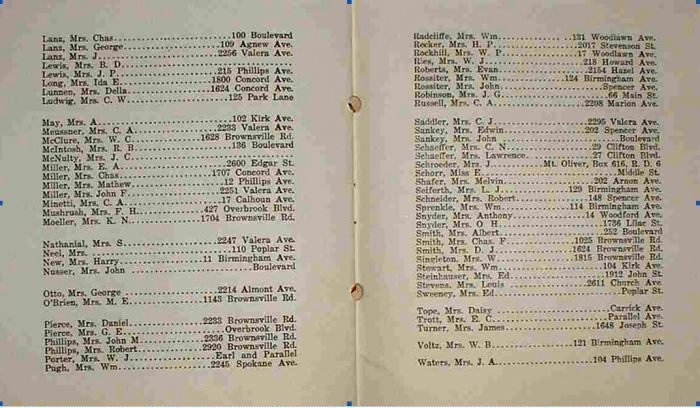 Lanz, Mrs. Chas. ........ 100 Boulevard
Lanz, Mrs. George ........ 109 Agnew Ave.
Lanz, Mrs. J. ........ 2256 Valera Ave.
Lewis, Mrs. R. D. ........
Lewis, Mrs. J. P. ........ 215 Phillips Ave.
Long, Mrs. Ida E. ........ 1800 Concord Ave.
Lunnen, Mrs. Della ........ 1624 Concord Ave.
Ludwig, Mrs. C. W. ........ 125 Park Lane
May, Mrs. A. ........ 102 Kirk Ave.
Meussner, Mrs. C. A. ........ 2233 Valera Ave.
McClure, Mrs. W. C. ........ 1628 Brownsville Rd.
McIntosh, Mrs. R. B. ........ 136 Boulevard
McNulty, Mrs. J. C. ........
Miller, Mrs. E. A. ........ 2600 Edgar St.
Miller, Mrs. Chas. ........ 1707 Concord Ave.
Miller, Mrs. Mathew ........ 12 Phillips Ave.
Miller, Mrs. John F. ........ 2251 Valera Ave.
Minetti, Mrs. C. A. ........ 17 Calhoun Ave.
Mushrush, Mrs. F. H. ........ 427 Overbrook Blvd.
Moeller, Mrs. K. N. ........ 1704 Brownsville Rd.
Nathanial, Mrs. S. ........ 2247 Valera Ave.
Neel, Mrs. ........ 110 Poplar St.
New, Mrs. Harry ........ 11 Birmingham Ave.
Nusser, Mrs. John ........ Boulevard
Otto, Mrs. George ........ 2214 Almont Ave.
O'Brien, Mrs. M. E. ........ 1143 Brownsville Rd.
Pierce, Mrs. Daniel ........ 2233 Brownsville Rd.
Pierce, Mrs. G. E. ........ Overbrook Blvd.
Phillips, Mrs. John M. ........ 2336 Brownsville Rd.
Phillips, Mrs. Robert ........ 2920 Brownsville Rd.
Porter, Mrs. W. J. ........ Earl and Parallel
Pugh, Mrs. Wm. ........ 2245 Spokane Ave.
Radcliffe, Mrs. Wm. ........ 131 Woodlawn Ave.
Recker, Mrs. H. P. ........ 2017 Stevenson St.
Rockhill, Mrs. W. P. ........ 17 Woodlawn Ave.
Ries, Mrs. W. J. ........ 218 Howard Ave.
Roberts, Mrs. Evan ........ 2154 Hazel Ave.
Rossiter, Mrs. Wm. ........ 124 Birmingham Ave.
Rossiter, Mrs. John ........ Spencer Ave.
Robinson, Mrs. J. G. ........ 66 Main St.
Russell, Mrs. C. A. ........ 2208 Marion Ave.
Saddler, Mrs. C. J. ........ 2295 Valera Ave.
Sankey, Mrs. Edwin ........ 202 Spencer Ave.
Sankey, Mrs. John ........ Boulevard
Schaeffer, Mrs. C. N. ........ 29 Clifton Blvd.
Schaeffer, Mrs. Lawrence ........ 27 Clifton Blvd.
Schroeder, Mrs. J. ........ Mt. Oliver, Box 616, R. D. 6
Schorr, Miss E. ........ Middle St.
Shafer, Mrs. Melvin ........ 202 Arnon Ave.
Seiferth, Mrs. L. J. ........ 129 Birmingham Ave.
Schneider, Mrs. Robert ........ 148 Spencer Ave.
Sprenkle, Mrs. Wm. ........ 114 Birmingham Ave.
Snyder, Mrs. Anthony ........ 14 Woodford Ave.
Snyder, Mrs. O. H. ........ 1736 Lilac St.
Smith, Mrs. Albert ........ 252 Boulevard
Smith, Mrs. Chas. F. ........ 1025 Brownsville Rd.
Smith, Mrs. D. J. ........ 1624 Brownsville Rd.
Singleton, Mrs. W. ........ 1815 Brownsville Rd.
Stewart, Mrs. Wm. ........ 104 Kirk Ave.
Steinhauser, Mrs. Ed. ........ 1912 John St.
Stevens, Mrs. Louis ........ 2611 Church Ave.
Sweeney, Mrs. Ed. ........ Poplar St.
Tope, Mrs. Daisy ........ Carrick Ave.
Trott, Mrs. E. C. ........ Parallel Ave.
Turner, Mrs. James ........ 1648 Joseph St.
Voltz, Mrs. W. B. ........ 121 Birmingham Ave.
Waters, Mrs. J. A. ........ 104 Phillips Ave.